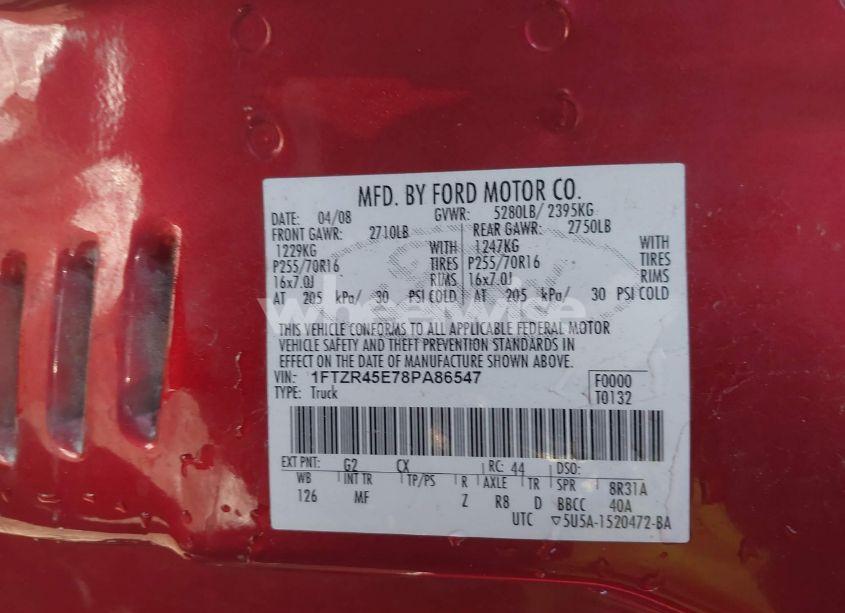 MFD. BY FORD MOTOR CO.
DATE: 04/08 GVWR: 5280LB/ 2395KG
FRONT GAWR: 2710LB REAR GAWR: 2750LB
1229KG WITH 1247KG WITH
P255/70R16 TIRES P255/70R16 TIRES
16x7.0J RIMS 16x7.0J RIMS
AT 205 kPa/ 30 PSI COLD AT 205 kPa/ 30 PSI COLD
wheelwise
THIS VEHICLE CONFORMS TO ALL APPLICABLE FEDERAL MOTOR
VEHICLE SAFETY AND THEFT PREVENTION STANDARDS IN
EFFECT ON THE DATE OF MANUFACTURE SHOWN ABOVE.
VIN: 1FTZR45E78PA86547 F0000
TYPE: Truck T0132
EXT PNT: G2 CX RC: 44 DSO:
WB INT TR TP/PS R AXLE TR SPR 8R31A
126 MF Z R8 D BBCC 40A
UTC ▽5U5A-1520472-BA